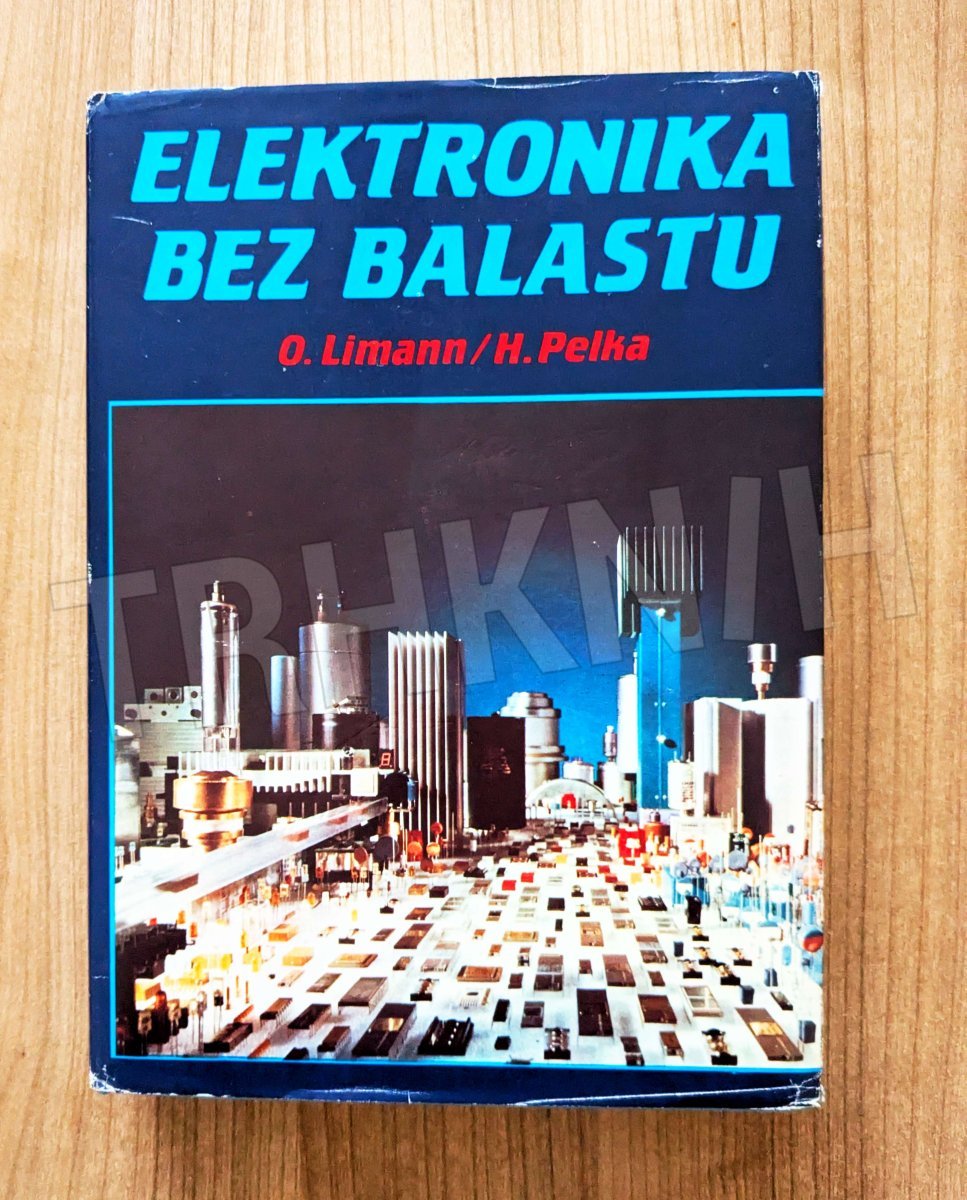 ELEKTRONIKA
BEZ BALASTU
O. Limann/H. Pelka
TRHKNIH